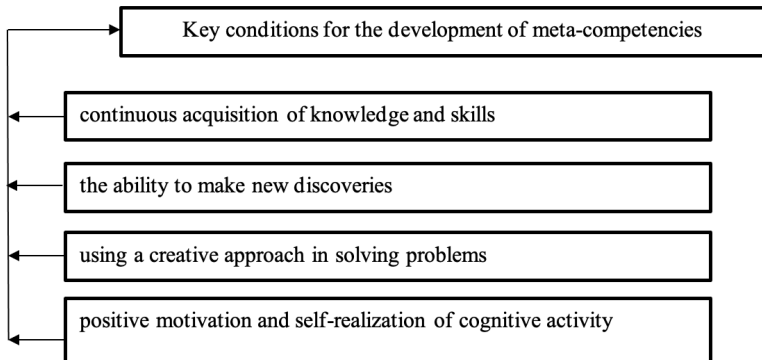 Key conditions for the development of meta-competencies
continuous acquisition of knowledge and skills
the ability to make new discoveries
using a creative approach in solving problems
positive motivation and self-realization of cognitive activity